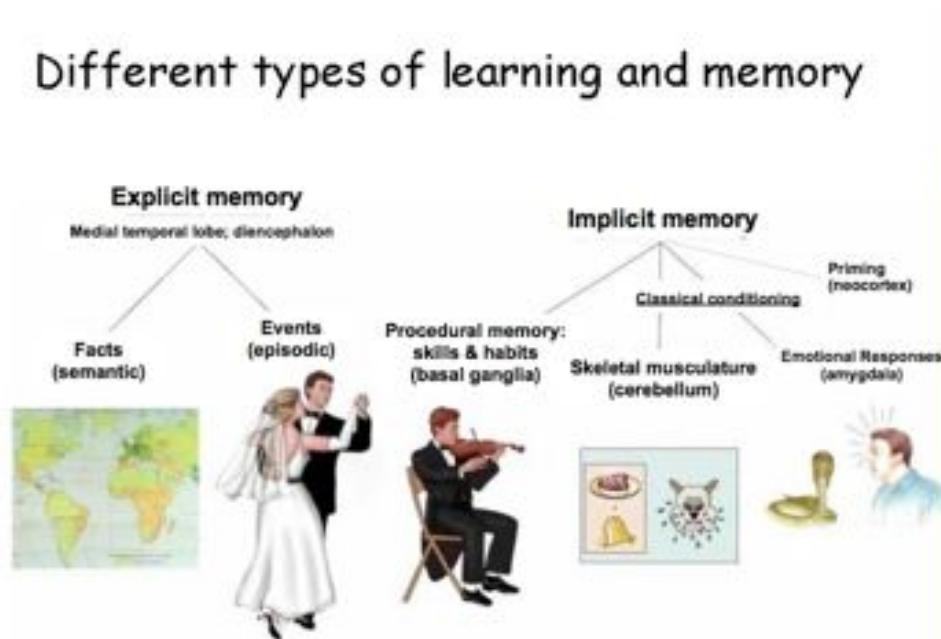 Different types of learning and memory
Explicit memory
Medial temporal lobe; diencephalon
Facts
(semantic)
Events
(episodic)
Implicit memory
Procedural memory:
skills & habits
(basal ganglia)
Classical conditioning
Skeletal musculature
(cerebellum)
Emotional Responses
(amygdala)
Priming
(neocortex)